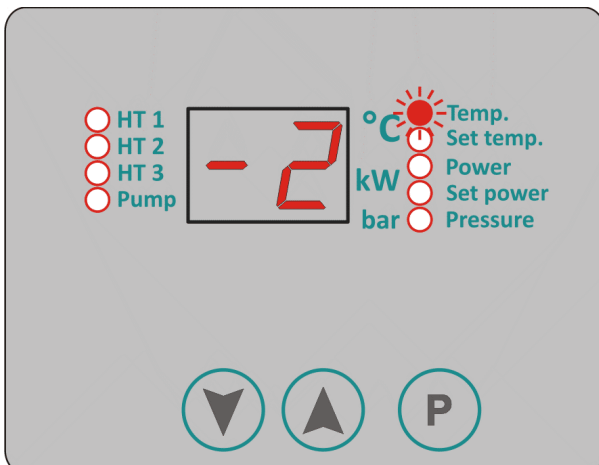 HT 1
HT 2
HT 3
Pump
-2
°C
kW
bar
Temp.
Set temp.
Power
Set power
Pressure
P